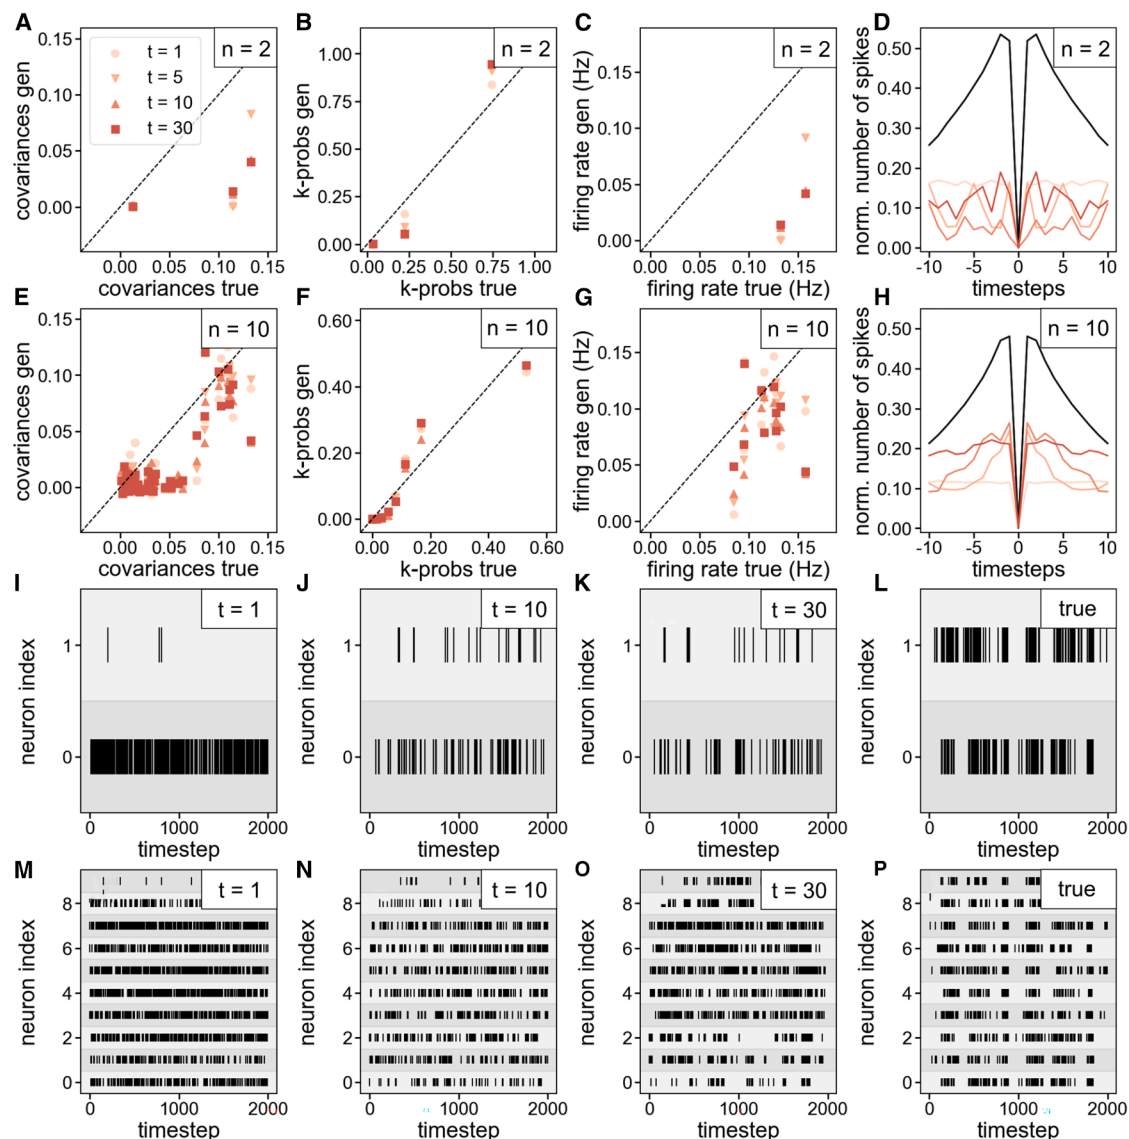 A
B
C
D
0.15
0.10
0.05
0.00
covariances gen
t = 1
t = 5
t = 10
t = 30
n = 2
0.00 0.05 0.10 0.15
covariances true
1.00
0.75
0.50
0.25
0.00
k-probs gen
n = 2
0.00 0.25 0.50 0.75 1.00
k-probs true
0.15
0.10
0.05
0.00
firing rate gen (Hz)
n = 2
0.00 0.05 0.10 0.15
firing rate true (Hz)
0.50
0.40
0.30
0.20
0.10
0.00
norm. number of spikes
n = 2
-10 -5 0 5 10
timesteps
E
F
G
H
0.15
0.10
0.05
0.00
covariances gen
n = 10
0.00 0.05 0.10 0.15
covariances true
0.60
0.40
0.20
0.00
k-probs gen
n = 10
0.00 0.20 0.40 0.60
k-probs true
0.15
0.10
0.05
0.00
firing rate gen (Hz)
n = 10
0.00 0.05 0.10 0.15
firing rate true (Hz)
0.50
0.40
0.30
0.20
0.10
0.00
norm. number of spikes
n = 10
-10 -5 0 5 10
timesteps
I
J
K
L
1
0
neuron index
t = 1
0 1000 2000
timestep
1
0
neuron index
t = 10
0 1000 2000
timestep
1
0
neuron index
t = 30
0 1000 2000
timestep
1
0
neuron index
true
0 1000 2000
timestep
M
N
O
P
8
6
4
2
0
neuron index
t = 1
0 1000 2000
timestep
8
6
4
2
0
neuron index
t = 10
0 1000 2000
timestep
8
6
4
2
0
neuron index
t = 30
0 1000 2000
timestep
8
6
4
2
0
neuron index
true
0 1000 2000
timestep